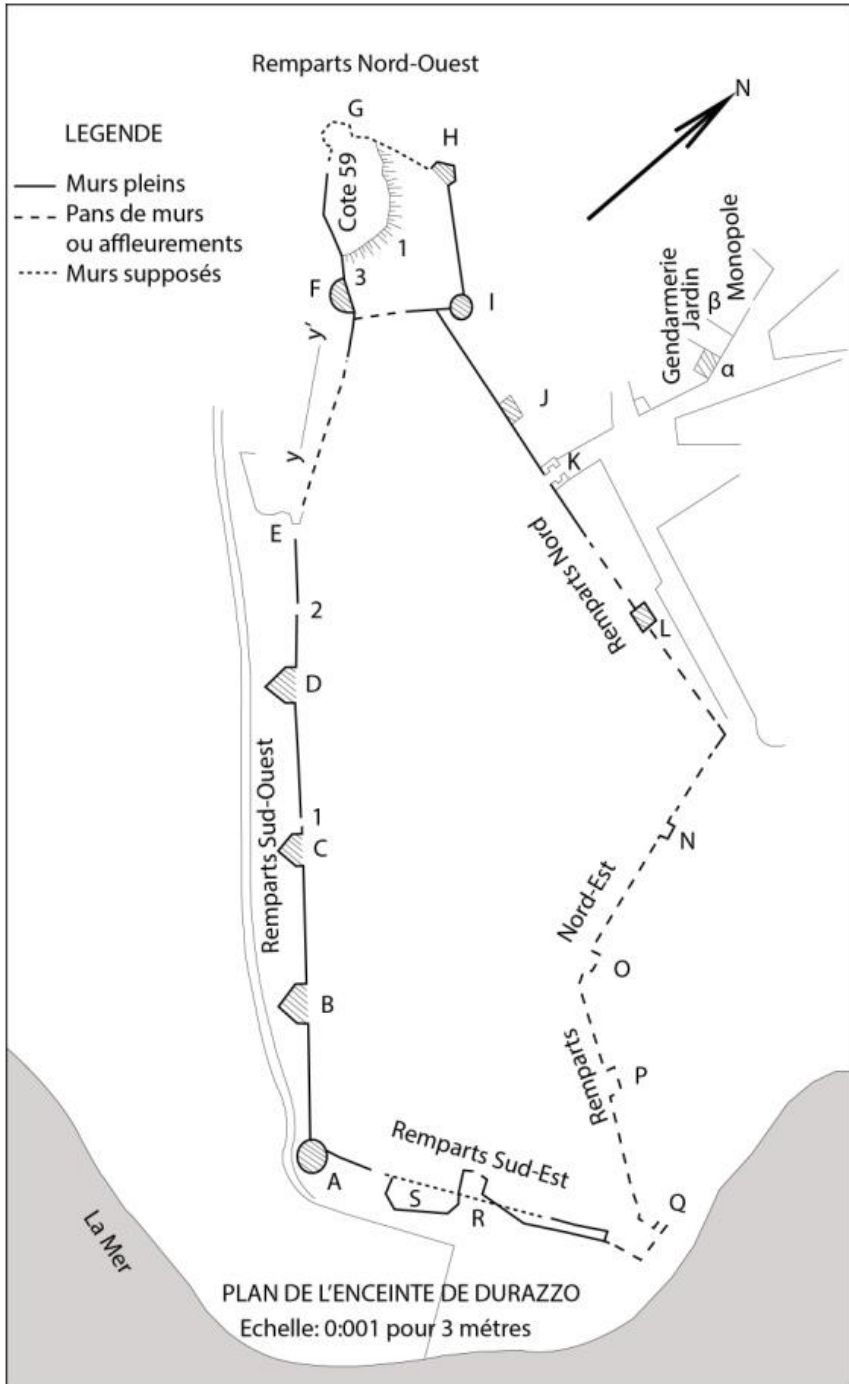 Remparts Nord-Ouest
N
LEGENDE
Murs pleins
Pans de murs
ou affleurements
Murs supposés
G
H
Cote 59
1
3
F
I
y'
y
J
K
Gendarmerie
Jardin
β
Monopole
α
Remparts Nord
L
E
2
D
1
C
Remparts Sud-Ouest
B
A
N
Nord-Est
O
Remparts
P
Q
Remparts Sud-Est
S
R
La Mer
PLAN DE L'ENCEINTE DE DURAZZO
Echelle: 0:001 pour 3 métres